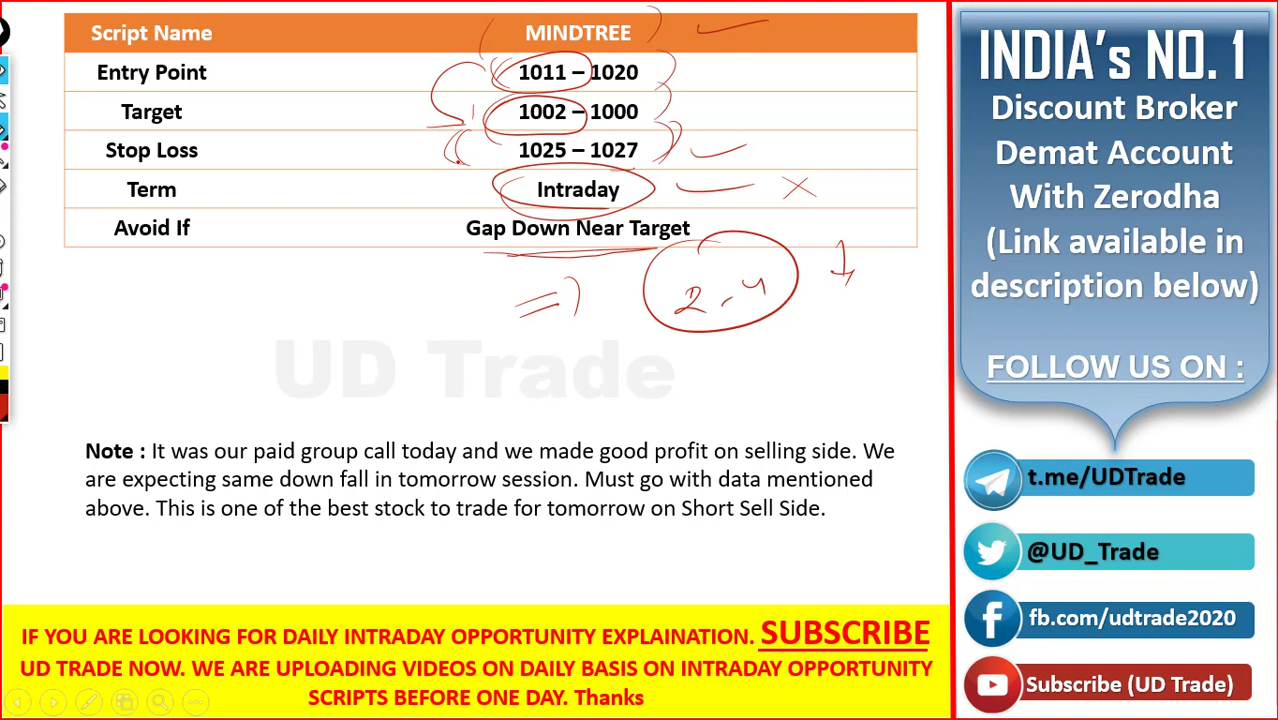 Script Name MINDTREE
Entry Point 1011 – 1020
Target 1002 – 1000
Stop Loss 1025 – 1027
Term Intraday
Avoid If Gap Down Near Target
2 - 4
UD Trade
Note : It was our paid group call today and we made good profit on selling side. We
are expecting same down fall in tomorrow session. Must go with data mentioned
above. This is one of the best stock to trade for tomorrow on Short Sell Side.
IF YOU ARE LOOKING FOR DAILY INTRADAY OPPORTUNITY EXPLAINATION. SUBSCRIBE
UD TRADE NOW. WE ARE UPLOADING VIDEOS ON DAILY BASIS ON INTRADAY OPPORTUNITY
SCRIPTS BEFORE ONE DAY. Thanks
INDIA's NO. 1
Discount Broker
Demat Account
With Zerodha
(Link available in
description below)
FOLLOW US ON :
t.me/UDTrade
@UD_Trade
fb.com/udtrade2020
Subscribe (UD Trade)